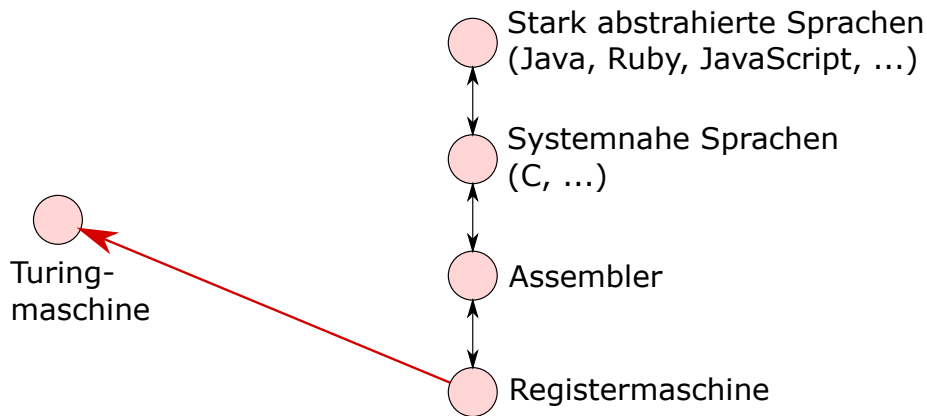 Stark abstrahierte Sprachen
(Java, Ruby, JavaScript, ...)
Systemnahe Sprachen
(C, ...)
Turing-
maschine
Assembler
Registermaschine